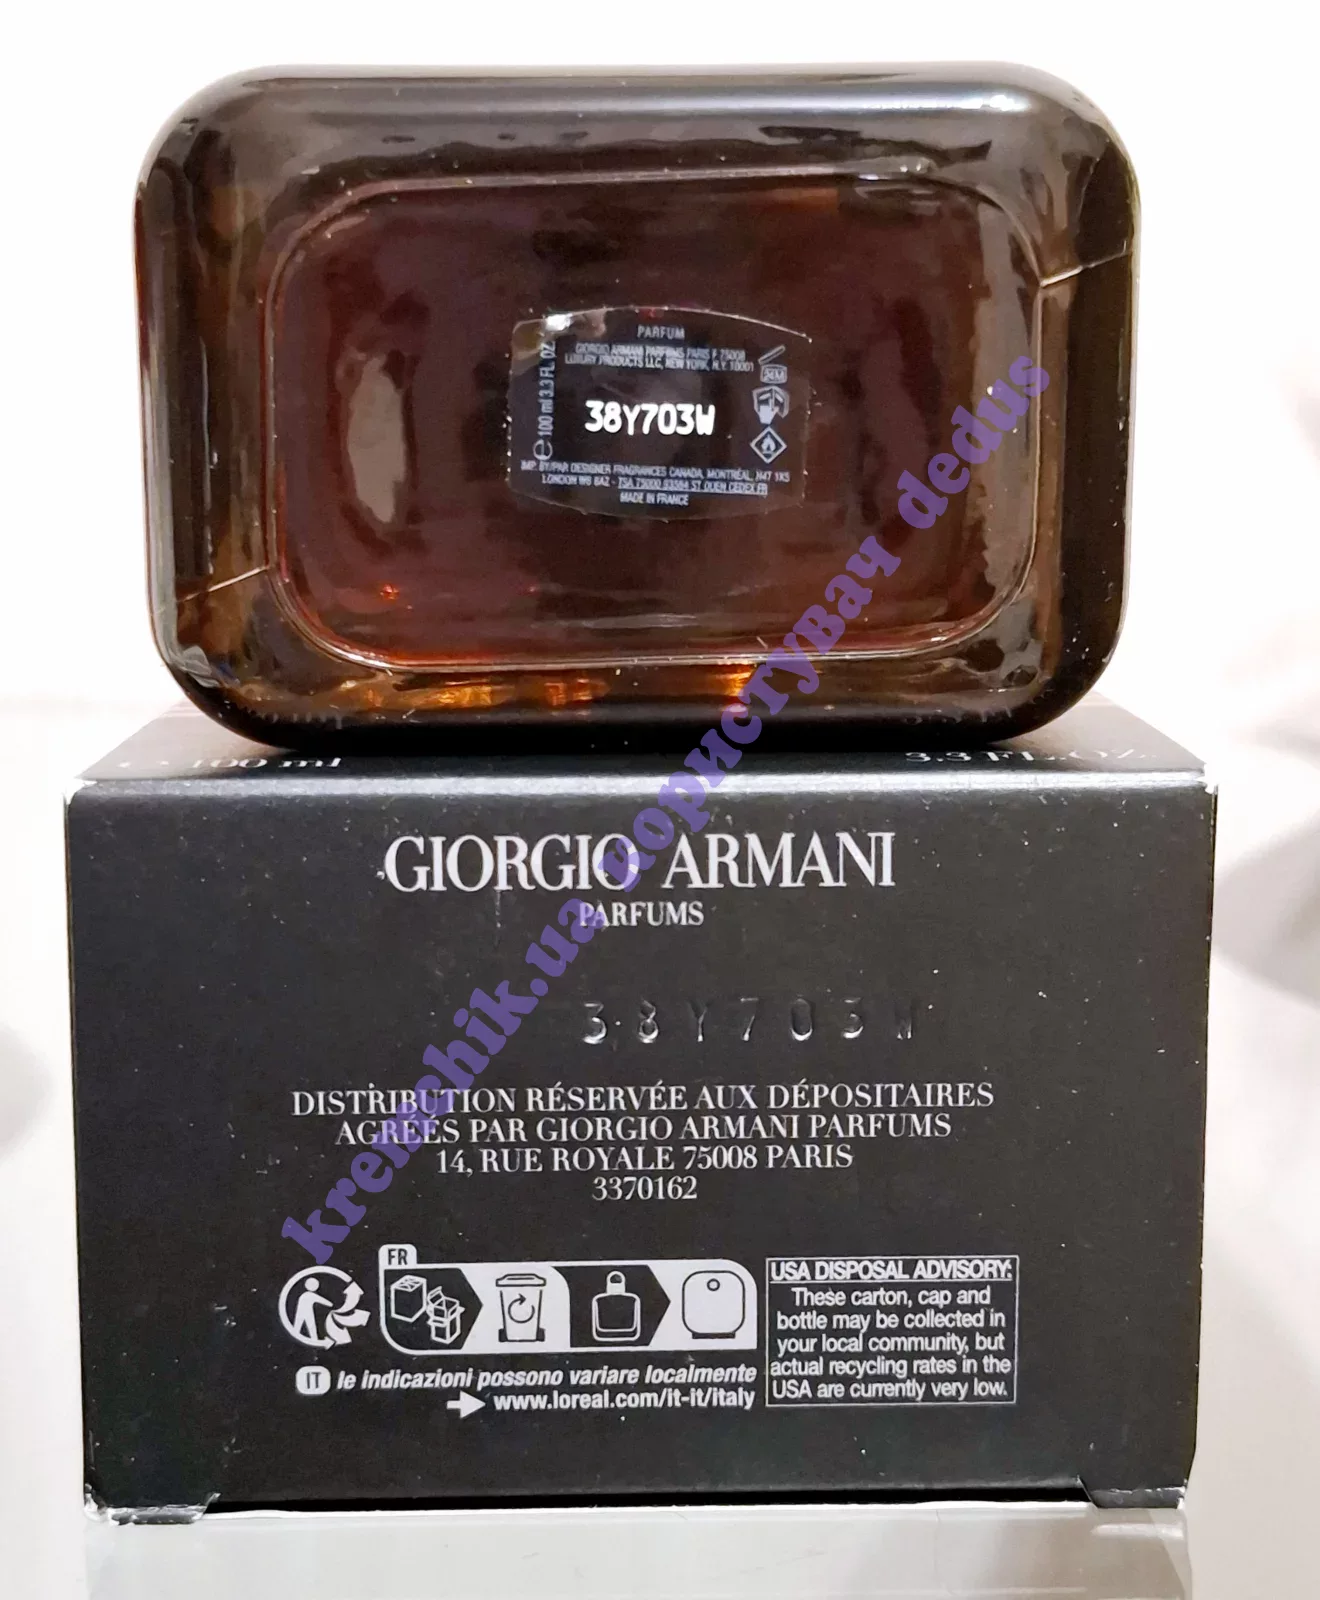 PARFUM
GIORGIO ARMANI PARFUMS PARIS F 75008
LUXURY PRODUCTS LLC, NEW YORK, N.Y. 10001
24M
℮ 100 ml 3.3 FL. OZ.
38Y703W
IMP. BY/PAR DESIGNER FRAGRANCES CANADA, MONTRÉAL, H4T 1K5
LONDON W6 8AZ - TSA 75000 93584 ST OUEN CEDEX FR
MADE IN FRANCE
℮ 100 ml 3.3 FL. OZ.
GIORGIO ARMANI
PARFUMS
38Y703W
DISTRIBUTION RÉSERVÉE AUX DÉPOSITAIRES
AGRÉÉS PAR GIORGIO ARMANI PARFUMS
14, RUE ROYALE 75008 PARIS
3370162
FR
IT le indicazioni possono variare localmente
www.loreal.com/it-it/italy
USA DISPOSAL ADVISORY:
These carton, cap and
bottle may be collected in
your local community, but
actual recycling rates in the
USA are currently very low.
kremchik.ua користувач dedus